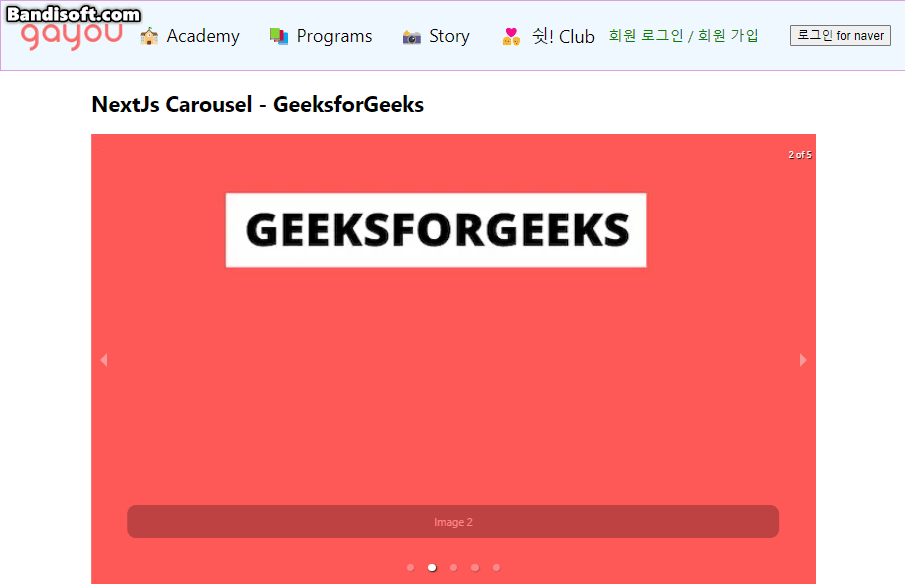 Bandisoft.com
gayou
Academy
Programs
Story
쉿! Club
회원 로그인 / 회원 가입
로그인 for naver
NextJs Carousel - GeeksforGeeks
2 of 5
GEEKSFORGEEKS
Image 2